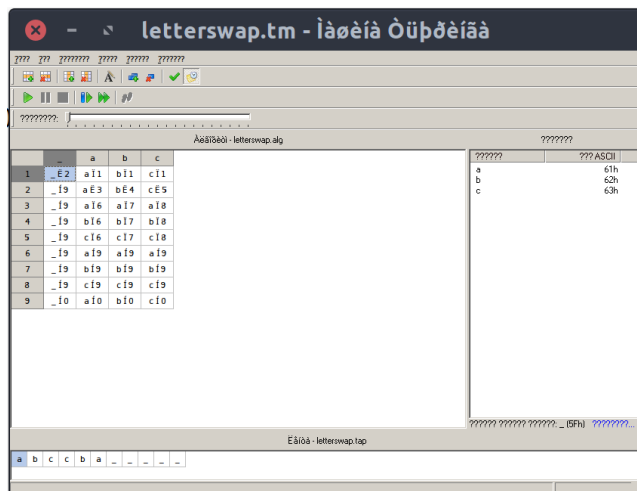 letterswap.tm - Ìàøèíà Òüþðèíãà
???? ??? ???????? ????? ?????? ???????
????????:
Àëãîðèòì - letterswap.alg
_ a b c
1 _Ë2 aÏ1 bÏ1 cÏ1
2 _Í9 aË3 bË4 cË5
3 _Í9 aÏ6 aÏ7 aÏ8
4 _Í9 bÏ6 bÏ7 bÏ8
5 _Í9 cÏ6 cÏ7 cÏ8
6 _Í9 aÍ9 aÍ9 aÍ9
7 _Í9 bÍ9 bÍ9 bÍ9
8 _Í9 cÍ9 cÍ9 cÍ9
9 _Í0 aÍ0 bÍ0 cÍ0
???????
?????? ??? ASCII
a 61h
b 62h
c 63h
?????? ?????? ??????: _ (5Fh) ????????...
Ëåíòà - letterswap.tap
a b c c b a _ _ _ _ _